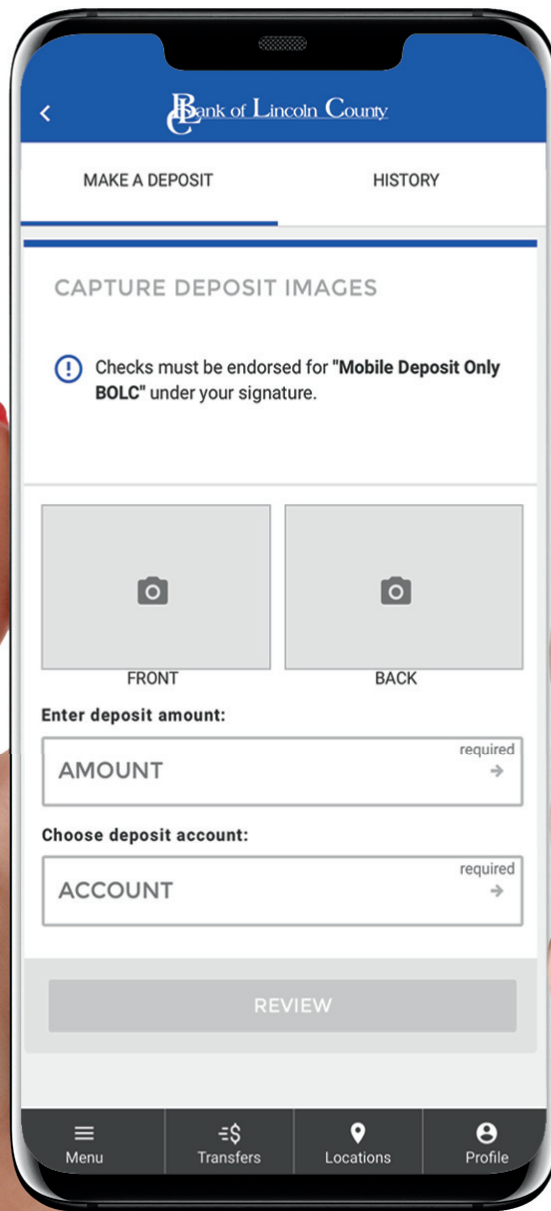 Bank of Lincoln County
MAKE A DEPOSIT
HISTORY
CAPTURE DEPOSIT IMAGES
Checks must be endorsed for "Mobile Deposit Only
BOLC" under your signature.
FRONT
BACK
Enter deposit amount:
AMOUNT
required
Choose deposit account:
ACCOUNT
required
REVIEW
Menu
Transfers
Locations
Profile